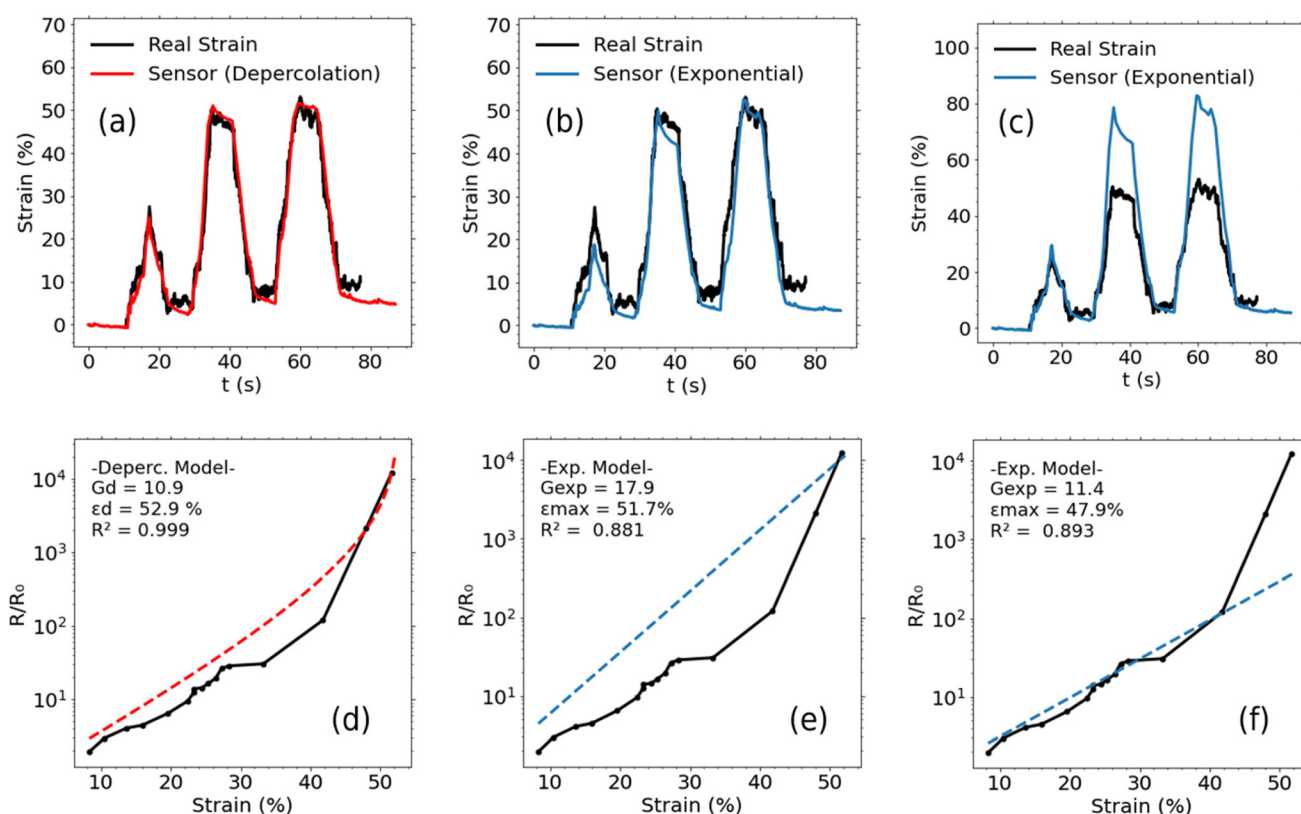 70
60
50
40
30
20
10
0
Strain (%)
Real Strain
Sensor (Depercolation)
(a)
0 20 40 60 80
t (s)
70
60
50
40
30
20
10
0
Strain (%)
Real Strain
Sensor (Exponential)
(b)
0 20 40 60 80
t (s)
100
80
60
40
20
0
Strain (%)
Real Strain
Sensor (Exponential)
(c)
0 20 40 60 80
t (s)
10⁴
10³
10²
10¹
R/R₀
-Deperc. Model-
Gd = 10.9
εd = 52.9 %
R² = 0.999
(d)
10 20 30 40 50
Strain (%)
10⁴
10³
10²
10¹
R/R₀
-Exp. Model-
Gexp = 17.9
εmax = 51.7%
R² = 0.881
(e)
10 20 30 40 50
Strain (%)
10⁴
10³
10²
10¹
R/R₀
-Exp. Model-
Gexp = 11.4
εmax = 47.9%
R² = 0.893
(f)
10 20 30 40 50
Strain (%)